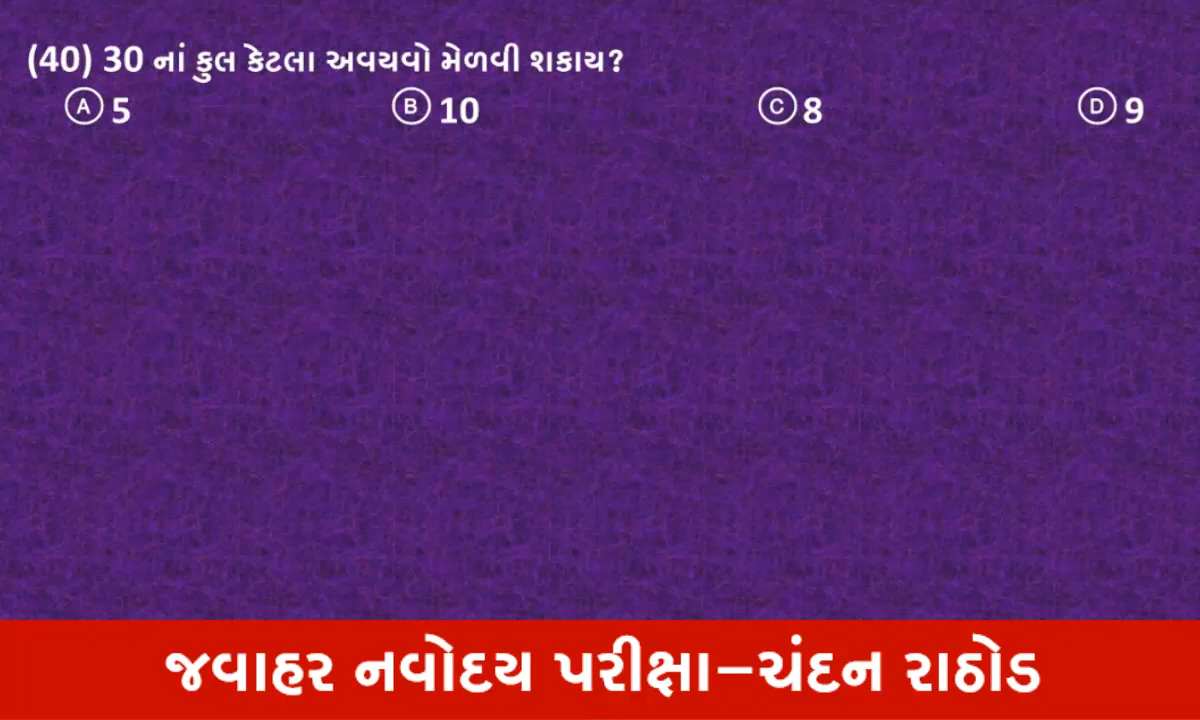 (40) 30 નાં કુલ કેટલા અવયવો મેળવી શકાય?
Ⓐ 5 Ⓑ 10 Ⓒ 8 Ⓓ 9
જવાહર નવોદય પરીક્ષા–ચંદન રાઠોડ